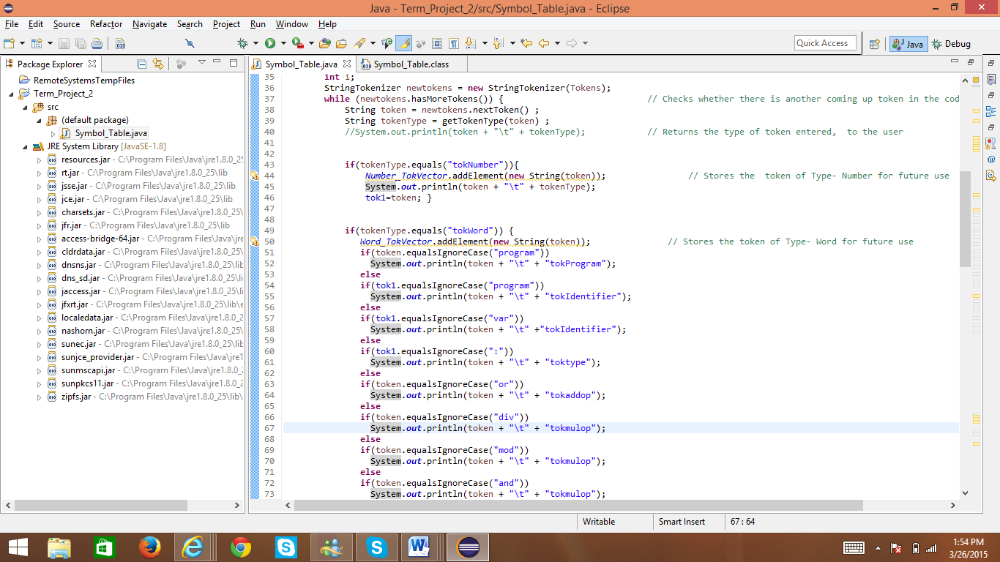 Java - Term_Project_2/src/Symbol_Table.java - Eclipse
File Edit Source Refactor Navigate Search Project Run Window Help
Quick Access Java Debug
Package Explorer
RemoteSystemsTempFiles
Term_Project_2
src
(default package)
Symbol_Table.java
JRE System Library [JavaSE-1.8]
resources.jar - C:\Program Files\Java\jre1.8.0_25\
rt.jar - C:\Program Files\Java\jre1.8.0_25\lib
jsse.jar - C:\Program Files\Java\jre1.8.0_25\lib
jce.jar - C:\Program Files\Java\jre1.8.0_25\lib
charsets.jar - C:\Program Files\Java\jre1.8.0_25\
jfr.jar - C:\Program Files\Java\jre1.8.0_25\lib
access-bridge-64.jar - C:\Program Files\Java\jre
cldrdata.jar - C:\Program Files\Java\jre1.8.0_25\
dnsns.jar - C:\Program Files\Java\jre1.8.0_25\lib
dns_sd.jar - C:\Program Files\Java\jre1.8.0_25\lib
jaccess.jar - C:\Program Files\Java\jre1.8.0_25\li
jfxrt.jar - C:\Program Files\Java\jre1.8.0_25\lib\e
localedata.jar - C:\Program Files\Java\jre1.8.0_2
nashorn.jar - C:\Program Files\Java\jre1.8.0_25\l
sunec.jar - C:\Program Files\Java\jre1.8.0_25\lib
sunjce_provider.jar - C:\Program Files\Java\jre1
sunmscapi.jar - C:\Program Files\Java\jre1.8.0_
sunpkcs11.jar - C:\Program Files\Java\jre1.8.0_2
zipfs.jar - C:\Program Files\Java\jre1.8.0_25\lib\
Symbol_Table.java Symbol_Table.class
35 int i;
36 StringTokenizer newtokens = new StringTokenizer(Tokens);
37 while (newtokens.hasMoreTokens()) { // Checks whether there is another coming up token in the cod
38 String token = newtokens.nextToken() ;
39 String tokenType = getTokenType(token) ;
40 //System.out.println(token + "\t" + tokenType); // Returns the type of token entered, to the user
41
42
43 if(tokenType.equals("tokNumber")){
44 Number_TokVector.addElement(new String(token)); // Stores the token of Type- Number for future use
45 System.out.println(token + "\t" + tokenType);
46 tok1=token; }
47
48
49 if(tokenType.equals("tokWord")) {
50 Word_TokVector.addElement(new String(token)); // Stores the token of Type- Word for future use
51 if(token.equalsIgnoreCase("program"))
52 System.out.println(token + "\t" + "tokProgram");
53 else
54 if(tok1.equalsIgnoreCase("program"))
55 System.out.println(token + "\t" + "tokIdentifier");
56 else
57 if(tok1.equalsIgnoreCase("var"))
58 System.out.println(token + "\t" +"tokIdentifier");
59 else
60 if(tok1.equalsIgnoreCase(":"))
61 System.out.println(token + "\t" + "toktype");
62 else
63 if(token.equalsIgnoreCase("or"))
64 System.out.println(token + "\t" + "tokaddop");
65 else
66 if(token.equalsIgnoreCase("div"))
67 System.out.println(token + "\t" + "tokmulop");
68 else
69 if(token.equalsIgnoreCase("mod"))
70 System.out.println(token + "\t" + "tokmulop");
71 else
72 if(token.equalsIgnoreCase("and"))
73 System.out.println(token + "\t" + "tokmulop");
Writable Smart Insert 67 : 64
1:54 PM
3/26/2015